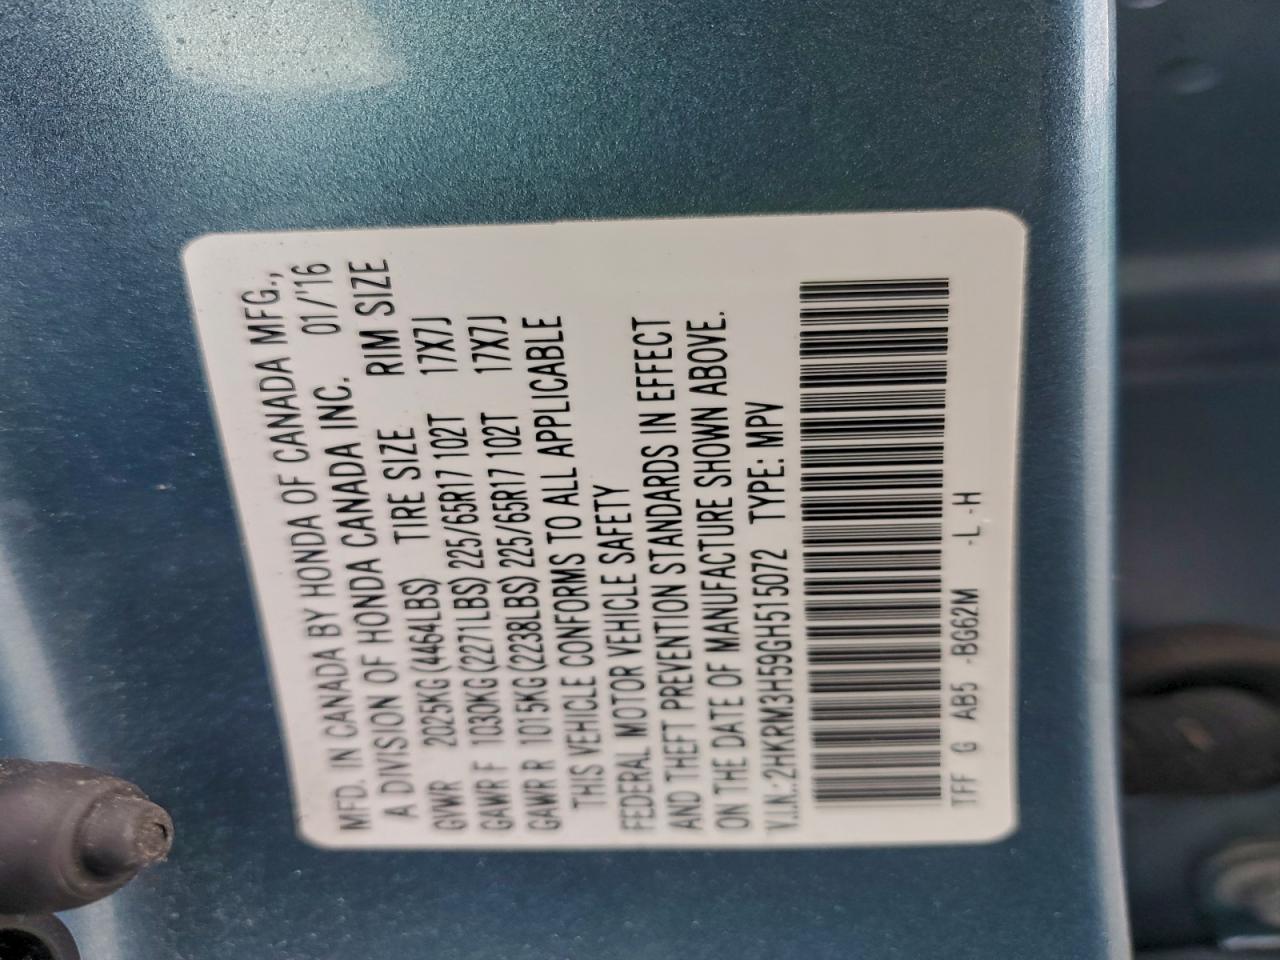 MFD. IN CANADA BY HONDA OF CANADA MFG.,
A DIVISION OF HONDA CANADA INC. 01/'16
GVWR 2025KG(4464LBS) TIRE SIZE RIM SIZE
GAWR F 1030KG(2271LBS) 225/65R17 102T 17X7J
GAWR R 1015KG(2238LBS) 225/65R17 102T 17X7J
THIS VEHICLE CONFORMS TO ALL APPLICABLE
FEDERAL MOTOR VEHICLE SAFETY
AND THEFT PREVENTION STANDARDS IN EFFECT
ON THE DATE OF MANUFACTURE SHOWN ABOVE.
V.I.N.:2HKRM3H59GH515072 TYPE: MPV
TFF G AB5 -BG62M -L -H